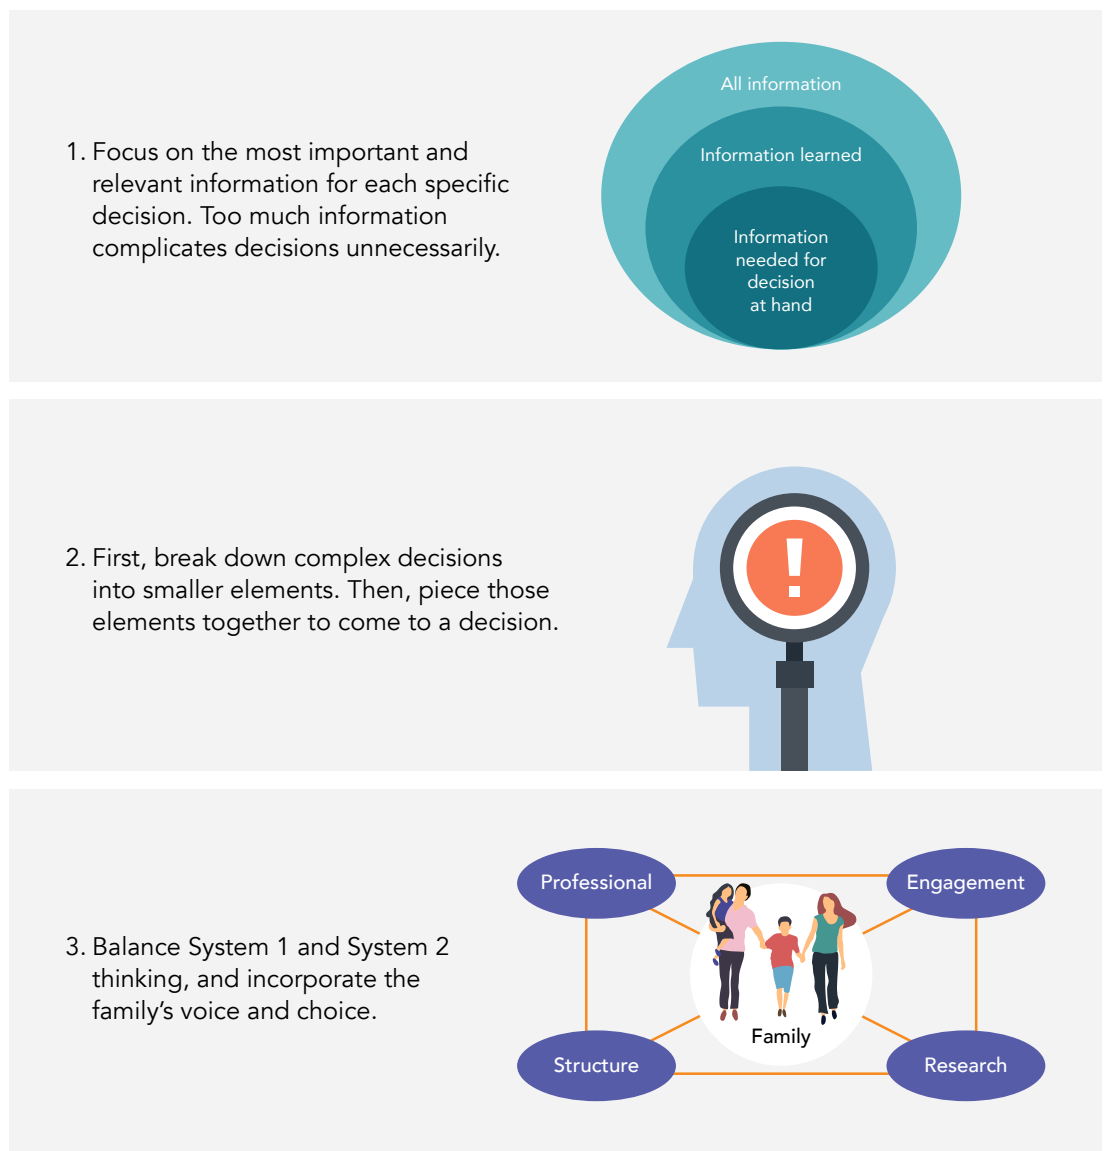 1. Focus on the most important and
relevant information for each specific
decision. Too much information
complicates decisions unnecessarily.
All information
Information learned
Information
needed for
decision
at hand
2. First, break down complex decisions
into smaller elements. Then, piece those
elements together to come to a decision.
!
3. Balance System 1 and System 2
thinking, and incorporate the
family’s voice and choice.
Professional
Engagement
Family
Structure
Research